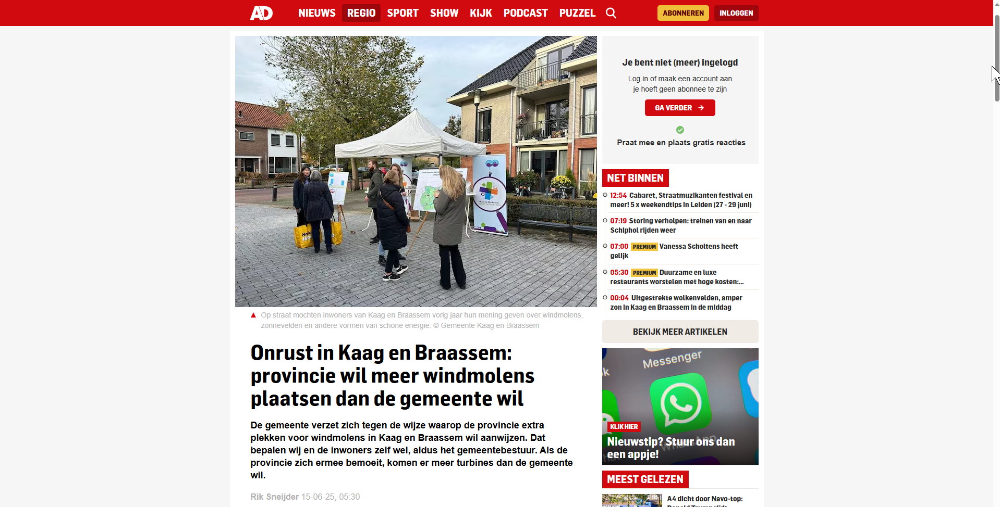 AD
NIEUWS REGIO SPORT SHOW KIJK PODCAST PUZZEL
ABONNEREN INLOGGEN
Op straat mochten inwoners van Kaag en Braassem vorig jaar hun mening geven over windmolens,
zonnevelden en andere vormen van schone energie. © Gemeente Kaag en Braassem
Onrust in Kaag en Braassem:
provincie wil meer windmolens
plaatsen dan de gemeente wil
De gemeente verzet zich tegen de wijze waarop de provincie extra
plekken voor windmolens in Kaag en Braassem wil aanwijzen. Dat
bepalen wij en de inwoners zelf wel, aldus het gemeentebestuur. Als de
provincie zich ermee bemoeit, komen er meer turbines dan de gemeente
wil.
Rik Sneijder 15-06-25, 05:30
Je bent niet (meer) ingelogd
Log in of maak een account aan
je hoeft geen abonnee te zijn
GA VERDER
Praat mee en plaats gratis reacties
NET BINNEN
12:54 Cabaret, Straatmuzikanten festival en
meer! 5 x weekendtips in Leiden (27 - 29 juni)
07:19 Storing verholpen: treinen van en naar
Schiphol rijden weer
07:00 PREMIUM Vanessa Scholtens heeft
gelijk
05:30 PREMIUM Duurzame en luxe
restaurants worstelen met hoge kosten:...
00:04 Uitgestrekte wolkenvelden, amper
zon in Kaag en Braassem in de middag
BEKIJK MEER ARTIKELEN
Messenger
WhatsApp
KLIK HIER
Nieuwstip? Stuur ons dan
een appje!
MEEST GELEZEN
A4 dicht door Navo-top: